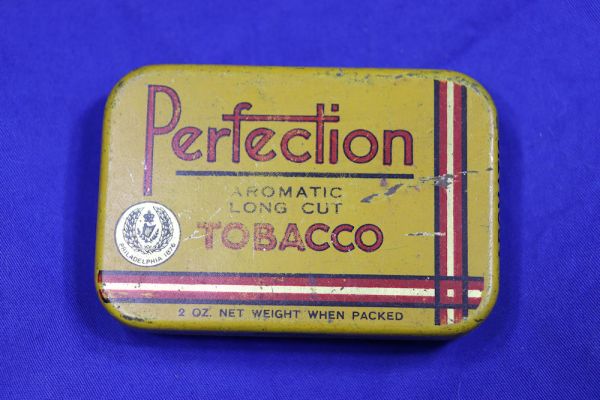 Perfection
AROMATIC
LONG CUT
TOBACCO
PHILADELPHIA 1876
2 OZ. NET WEIGHT WHEN PACKED